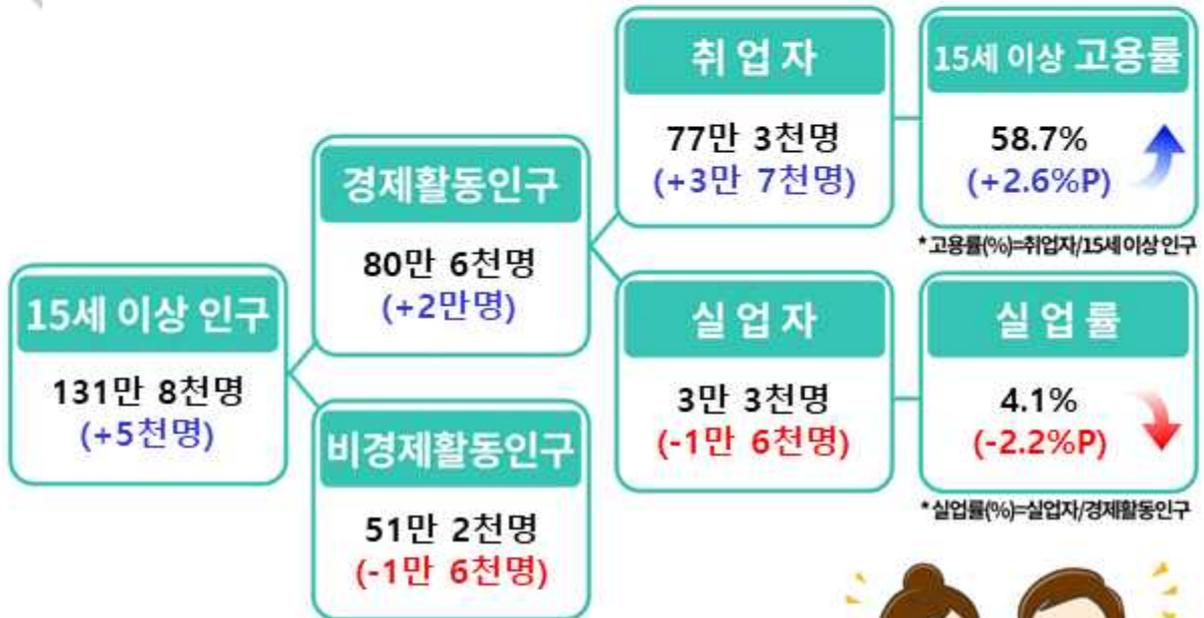 15세 이상 인구
131만 8천명
(+5천명)
경제활동인구
80만 6천명
(+2만명)
비경제활동인구
51만 2천명
(-1만 6천명)
취업자
77만 3천명
(+3만 7천명)
15세 이상 고용률
58.7%
(+2.6%P)
*고용률(%)=취업자/15세이상인구
실업자
3만 3천명
(-1만 6천명)
실업률
4.1%
(-2.2%P)
*실업률(%)=실업자/경제활동인구